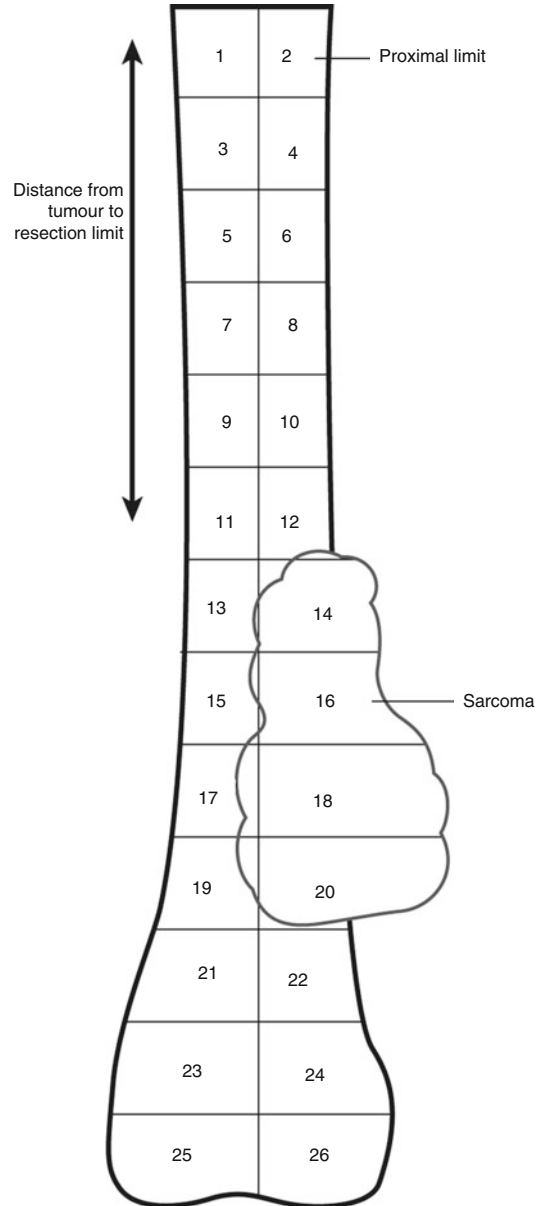 1 2 Proximal limit
3 4
Distance from
tumour to
resection limit
5 6
7 8
9 10
11 12
13 14
15 16 Sarcoma
17 18
19 20
21 22
23 24
25 26